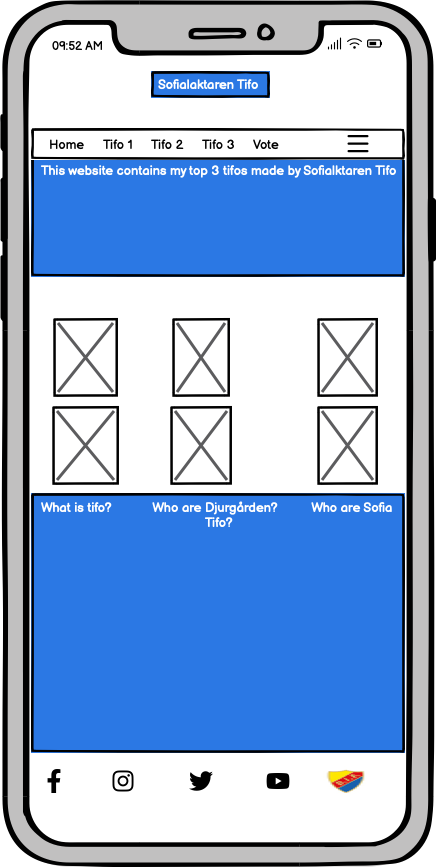 09:52 AM
Sofialaktaren Tifo
Home Tifo 1 Tifo 2 Tifo 3 Vote
This website contains my top 3 tifos made by Sofialktaren Tifo
What is tifo? Who are Djurgården? Who are Sofia
Tifo?